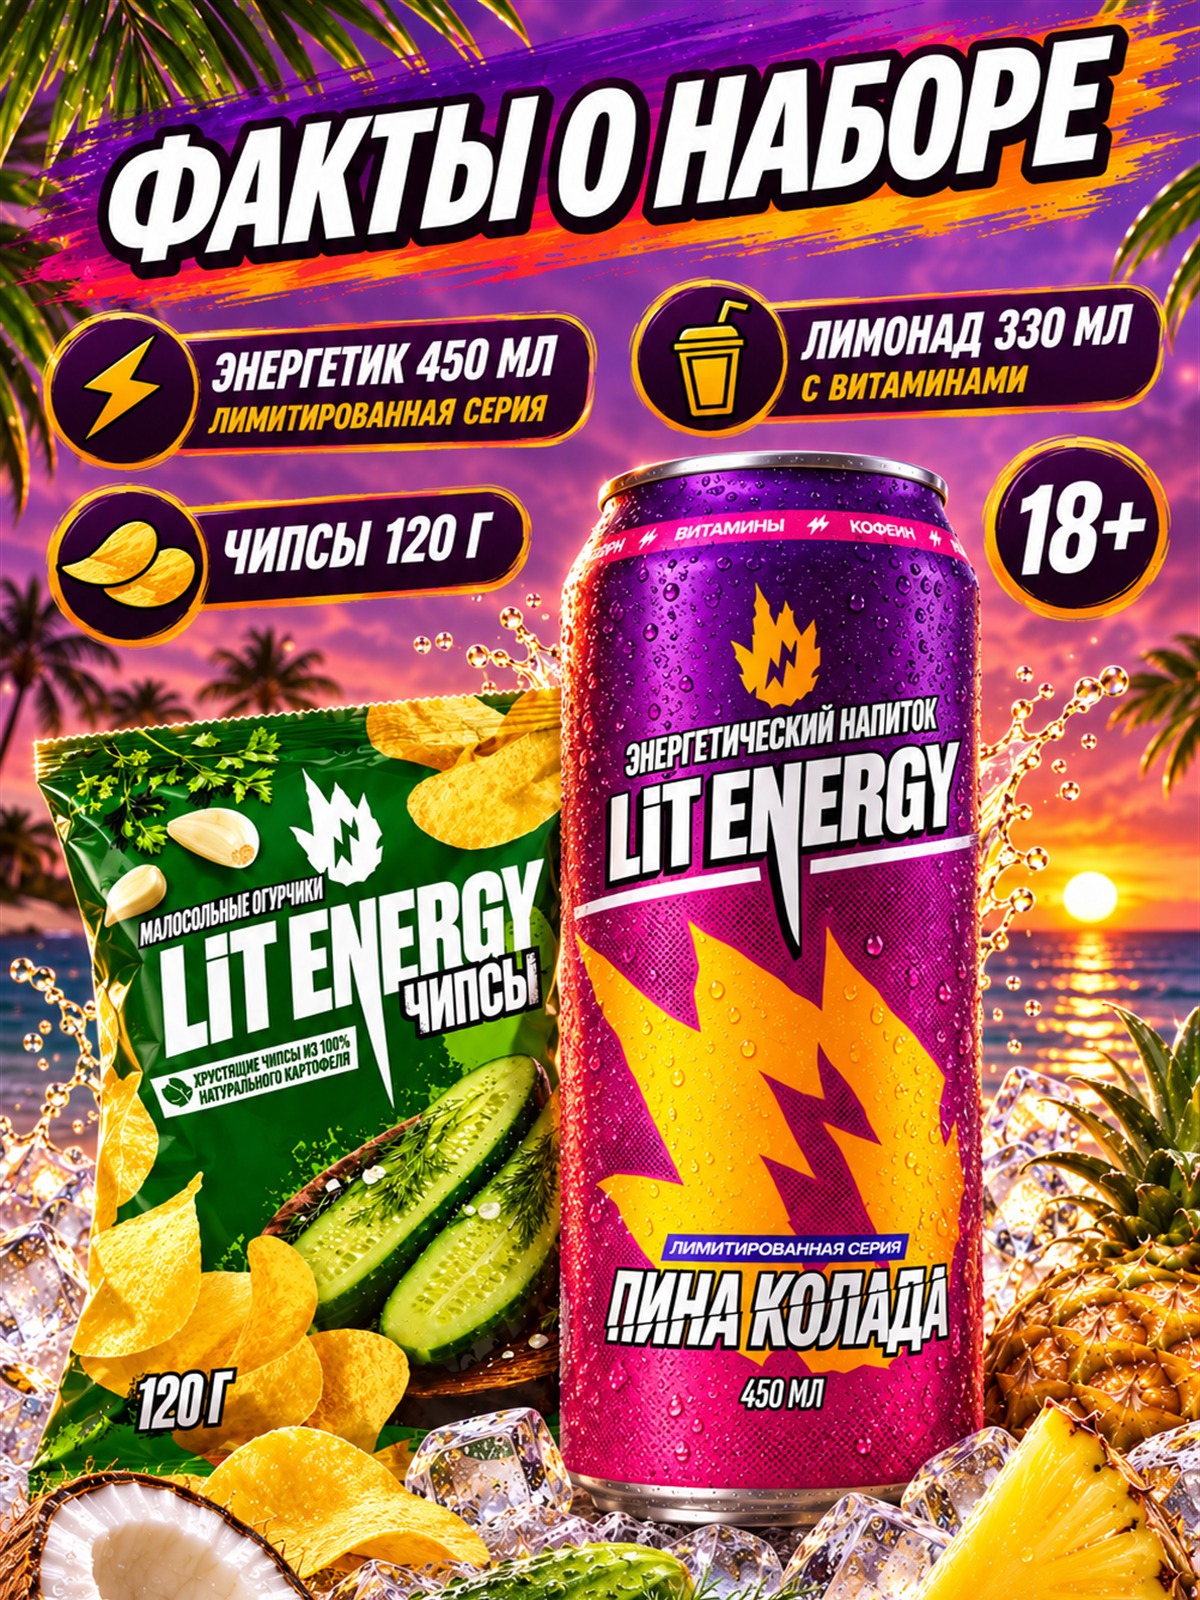 ФАКТЫ О НАБОРЕ
ЭНЕРГЕТИК 450 МЛ
ЛИМИТИРОВАННАЯ СЕРИЯ
ЛИМОНАД 330 МЛ
С ВИТАМИНАМИ
ЧИПСЫ 120 Г
18+
ВИТАМИНЫ КОФЕИН
ЭНЕРГЕТИЧЕСКИЙ НАПИТОК
LIT ENERGY
ЛИМИТИРОВАННАЯ СЕРИЯ
ПИНА КОЛАДА
450 МЛ
МАЛОСОЛЬНЫЕ ОГУРЧИКИ
LIT ENERGY
ЧИПСЫ
ХРУСТЯЩИЕ ЧИПСЫ ИЗ 100%
НАТУРАЛЬНОГО КАРТОФЕЛЯ
120 Г